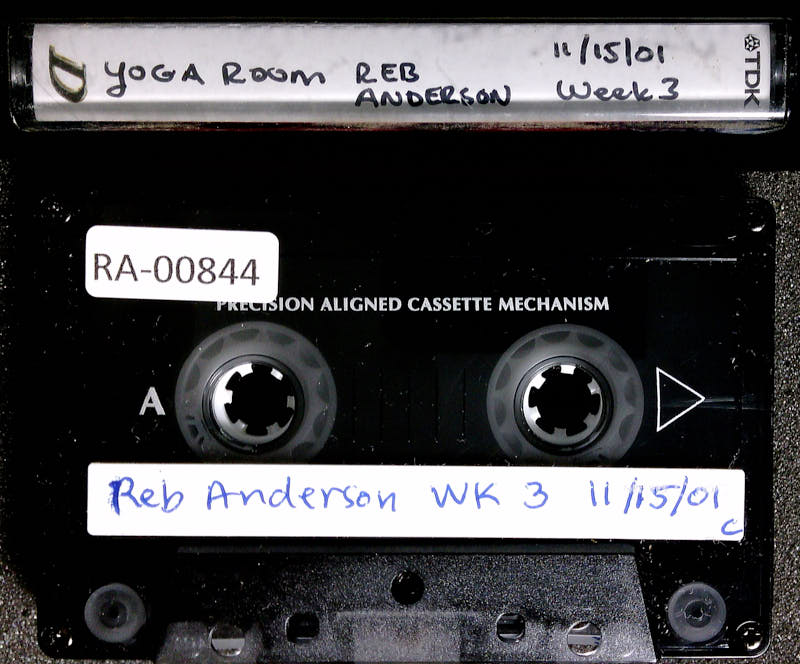 D YOGA ROOM REB ANDERSON 11/15/01 Week 3 TDK
RA-00844
PRECISION ALIGNED CASSETTE MECHANISM
A
Reb Anderson WK 3 11/15/01
C